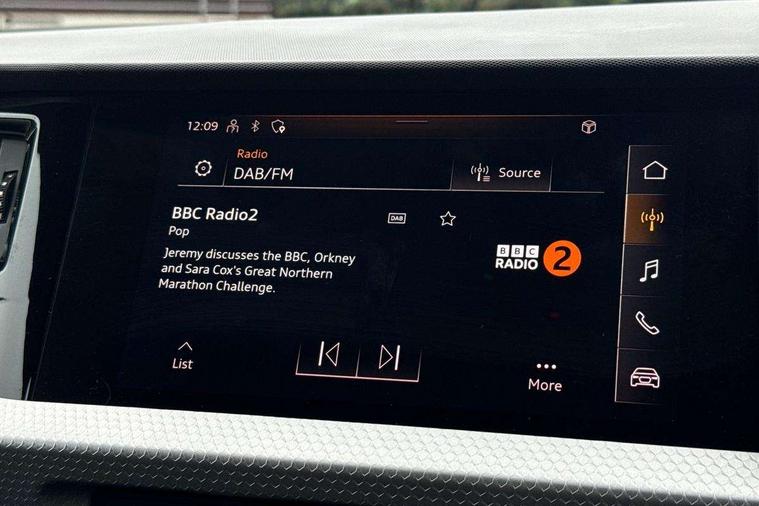 12:09
Radio
DAB/FM
Source
BBC Radio2
DAB
Pop
Jeremy discusses the BBC, Orkney
and Sara Cox's Great Northern
Marathon Challenge.
BBC
RADIO 2
List
More